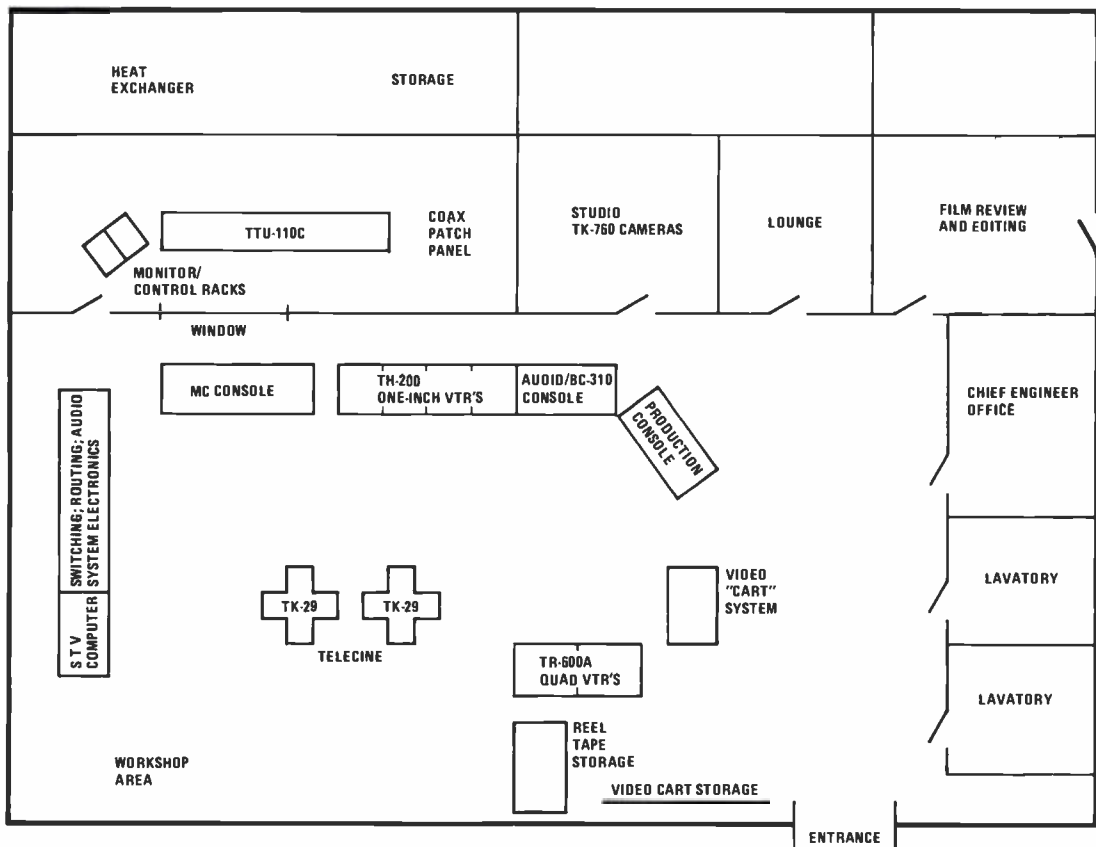 HEAT
EXCHANGER
STORAGE
TTU-110C
COAX
PATCH
PANEL
STUDIO
TK-760 CAMERAS
LOUNGE
FILM REVIEW
AND EDITING
MONITOR/
CONTROL RACKS
WINDOW
MC CONSOLE
TH-200
ONE-INCH VTR'S
AUOID/BC-310
CONSOLE
PRODUCTION
CONSOLE
CHIEF ENGINEER
OFFICE
SWITCHING; ROUTING; AUDIO
SYSTEM ELECTRONICS
S T V
COMPUTER
TK-29
TK-29
TELECINE
VIDEO
"CART"
SYSTEM
LAVATORY
TR-600A
QUAD VTR'S
LAVATORY
REEL
TAPE
STORAGE
WORKSHOP
AREA
VIDEO CART STORAGE
ENTRANCE